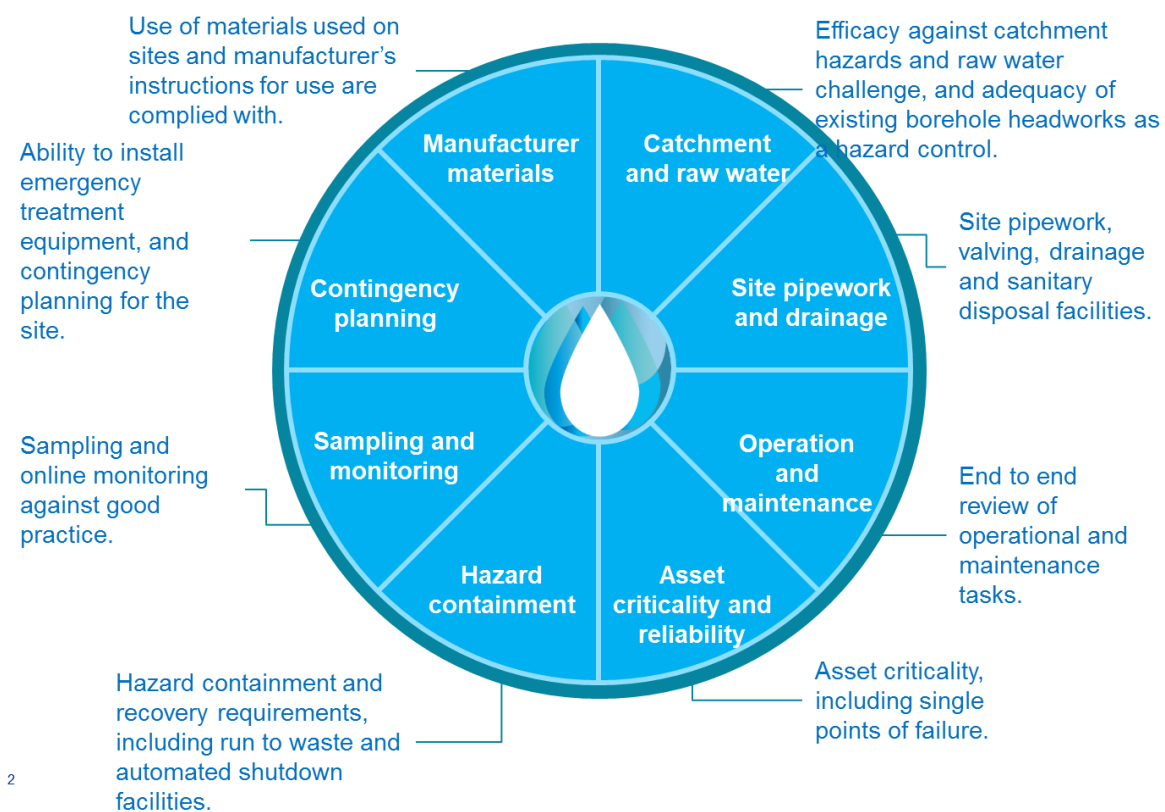 Use of materials used on
sites and manufacturer’s
instructions for use are
complied with.
Efficacy against catchment
hazards and raw water
challenge, and adequacy of
existing borehole headworks as
a hazard control.
Manufacturer
materials
Catchment
and raw water
Ability to install
emergency
treatment
equipment, and
contingency
planning for the
site.
Site pipework,
valving, drainage
and sanitary
disposal facilities.
Contingency
planning
Site pipework
and drainage
Sampling and
monitoring
Operation
and
maintenance
Sampling and
online monitoring
against good
practice.
End to end
review of
operational and
maintenance
tasks.
Hazard
containment
Asset
criticality and
reliability
Hazard containment and
recovery requirements,
including run to waste and
automated shutdown
facilities.
Asset criticality,
including single
points of failure.
2